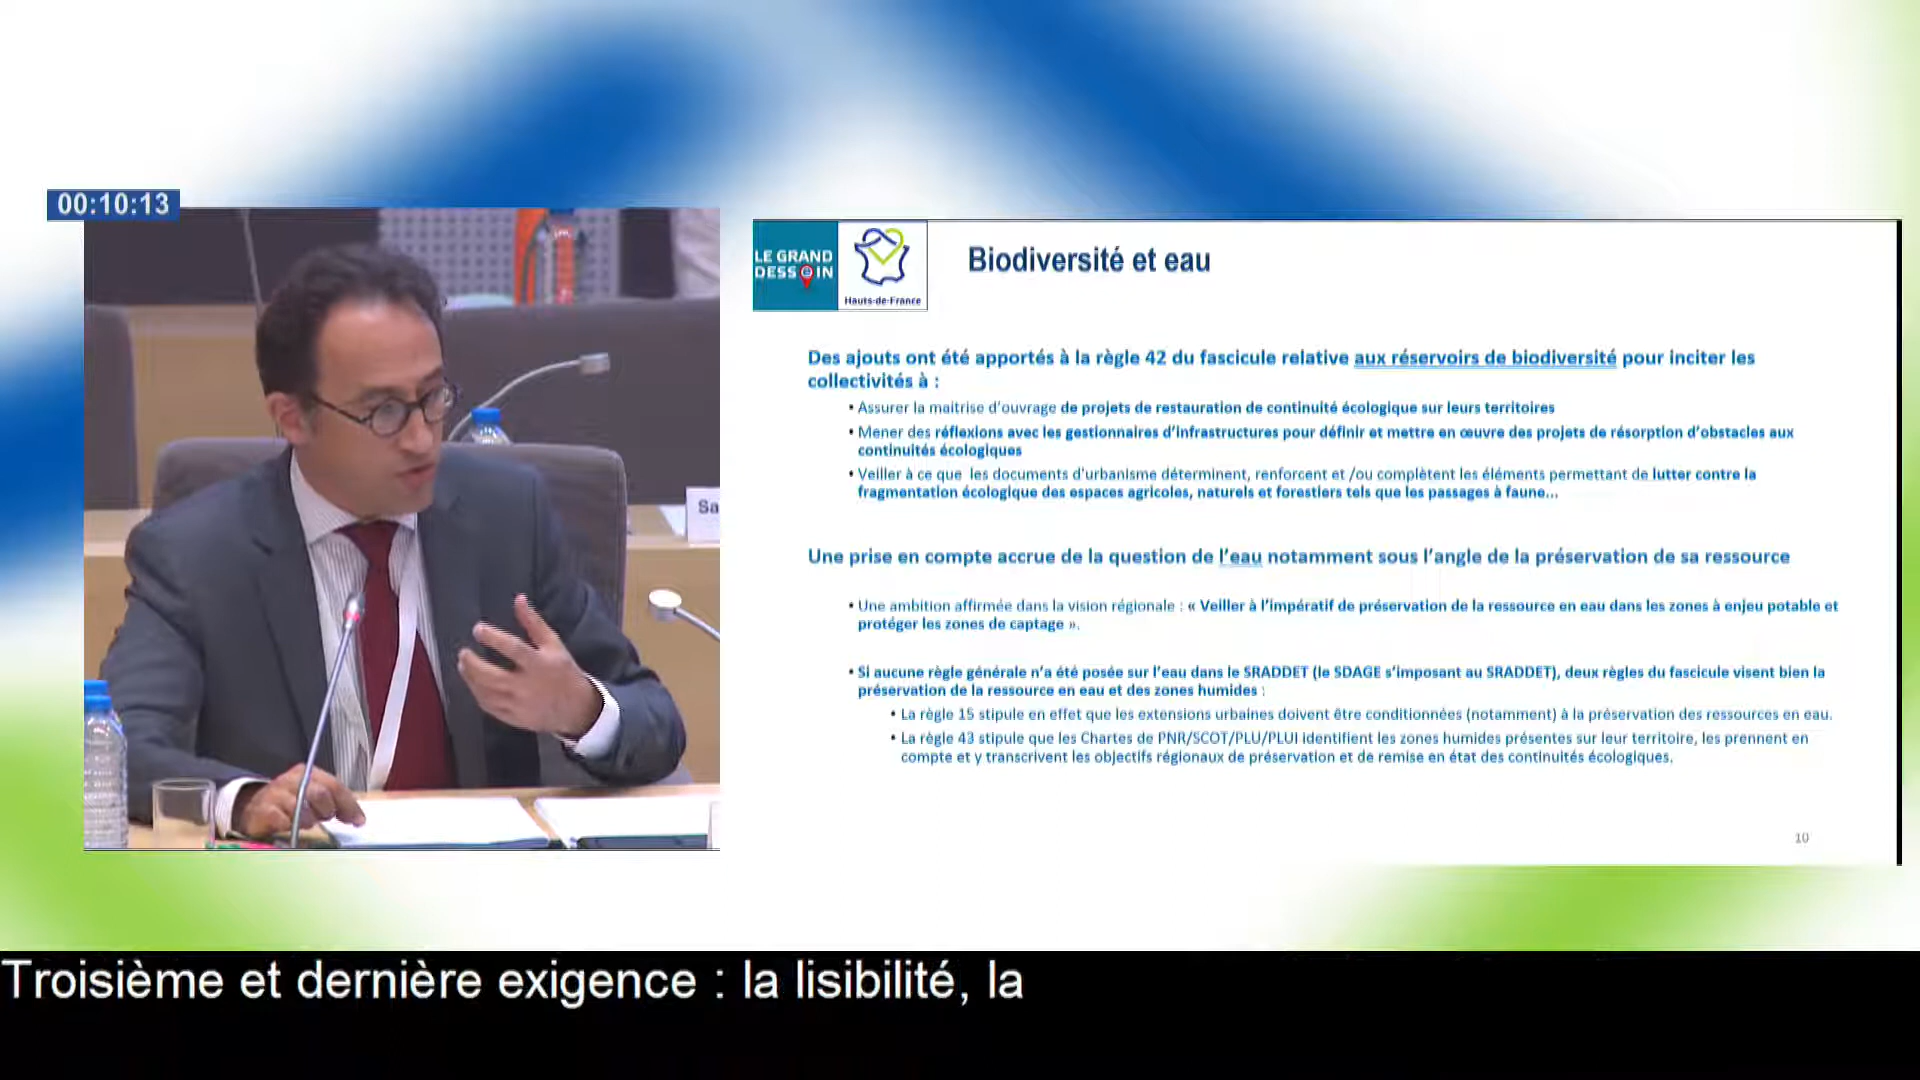 00:10:13
Sa
LE GRAND
DESSEIN
Hauts-de-France
Biodiversité et eau
Des ajouts ont été apportés à la règle 42 du fascicule relative aux réservoirs de biodiversité pour inciter les
collectivités à :
• Assurer la maitrise d’ouvrage de projets de restauration de continuité écologique sur leurs territoires
• Mener des réflexions avec les gestionnaires d’infrastructures pour définir et mettre en œuvre des projets de résorption d’obstacles aux
continuités écologiques
• Veiller à ce que les documents d’urbanisme déterminent, renforcent et /ou complètent les éléments permettant de lutter contre la
fragmentation écologique des espaces agricoles, naturels et forestiers tels que les passages à faune...
Une prise en compte accrue de la question de l’eau notamment sous l’angle de la préservation de sa ressource
• Une ambition affirmée dans la vision régionale : « Veiller à l’impératif de préservation de la ressource en eau dans les zones à enjeu potable et
protéger les zones de captage ».
• Si aucune règle générale n’a été posée sur l’eau dans le SRADDET (le SDAGE s’imposant au SRADDET), deux règles du fascicule visent bien la
préservation de la ressource en eau et des zones humides :
• La règle 15 stipule en effet que les extensions urbaines doivent être conditionnées (notamment) à la préservation des ressources en eau.
• La règle 43 stipule que les Chartes de PNR/SCOT/PLU/PLUI identifient les zones humides présentes sur leur territoire, les prennent en
compte et y transcrivent les objectifs régionaux de préservation et de remise en état des continuités écologiques.
10
Troisième et dernière exigence : la lisibilité, la